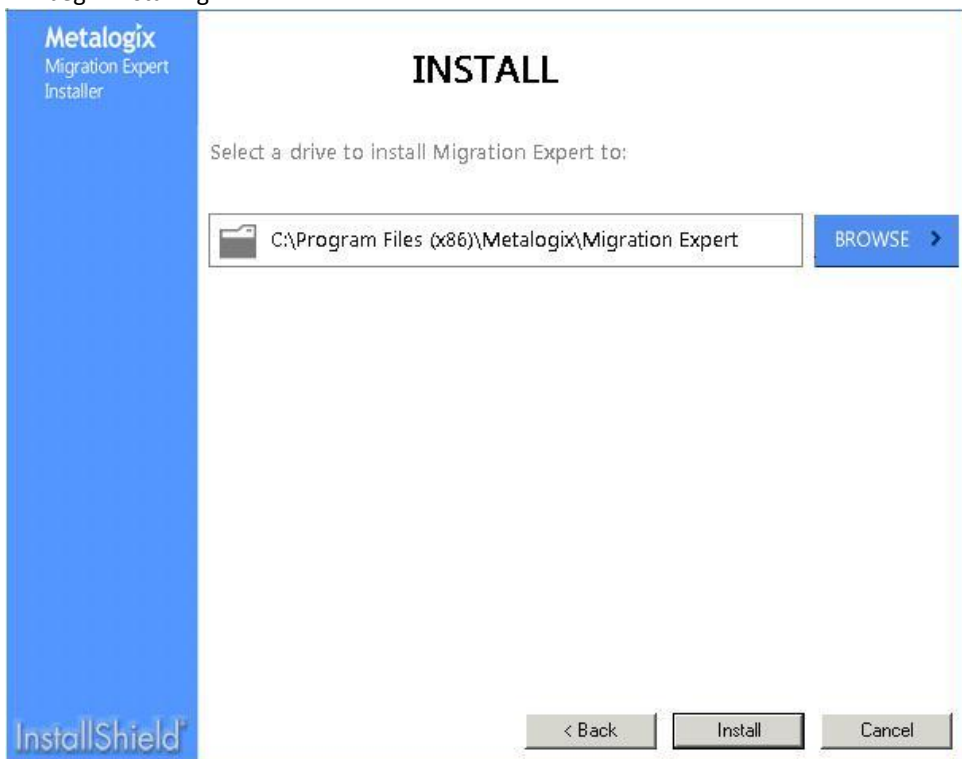 Metalogix
Migration Expert
Installer
INSTALL
Select a drive to install Migration Expert to:
C:\Program Files (x86)\Metalogix\Migration Expert
BROWSE >
InstallShield
< Back
Install
Cancel